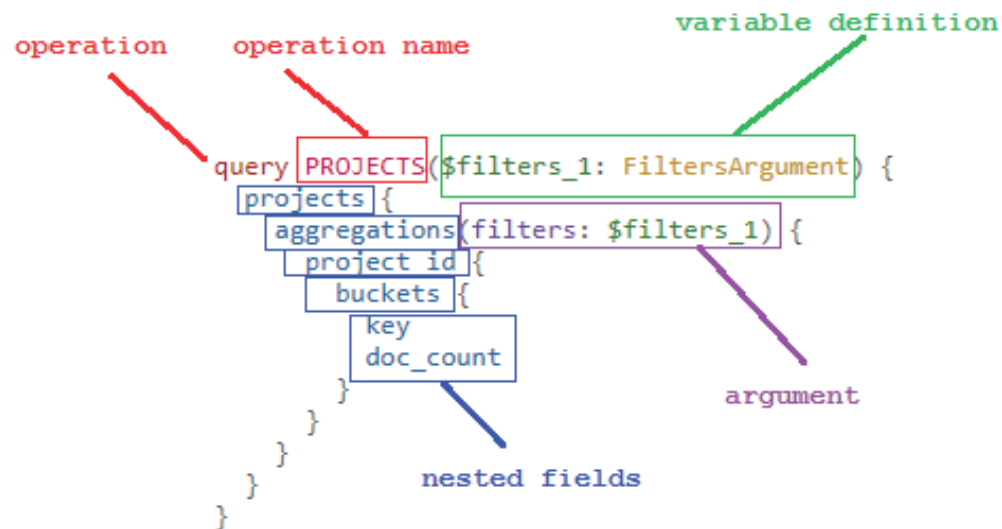 variable definition
operation
operation name
query PROJECTS($filters_1: FiltersArgument) {
projects {
aggregations(filters: $filters_1) {
project_id {
buckets {
key
doc_count
}
argument
}
}
nested fields
}
}